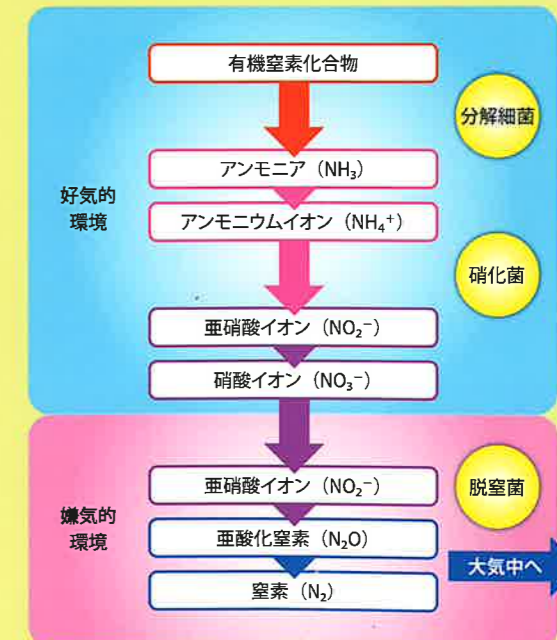 有機窒素化合物
分解細菌
アンモニア（NH₃）
好気的
環境
アンモニウムイオン（NH₄⁺）
硝化菌
亜硝酸イオン（NO₂⁻）
硝酸イオン（NO₃⁻）
亜硝酸イオン（NO₂⁻）
脱窒菌
嫌気的
環境
亜酸化窒素（N₂O）
大気中へ
窒素（N₂）